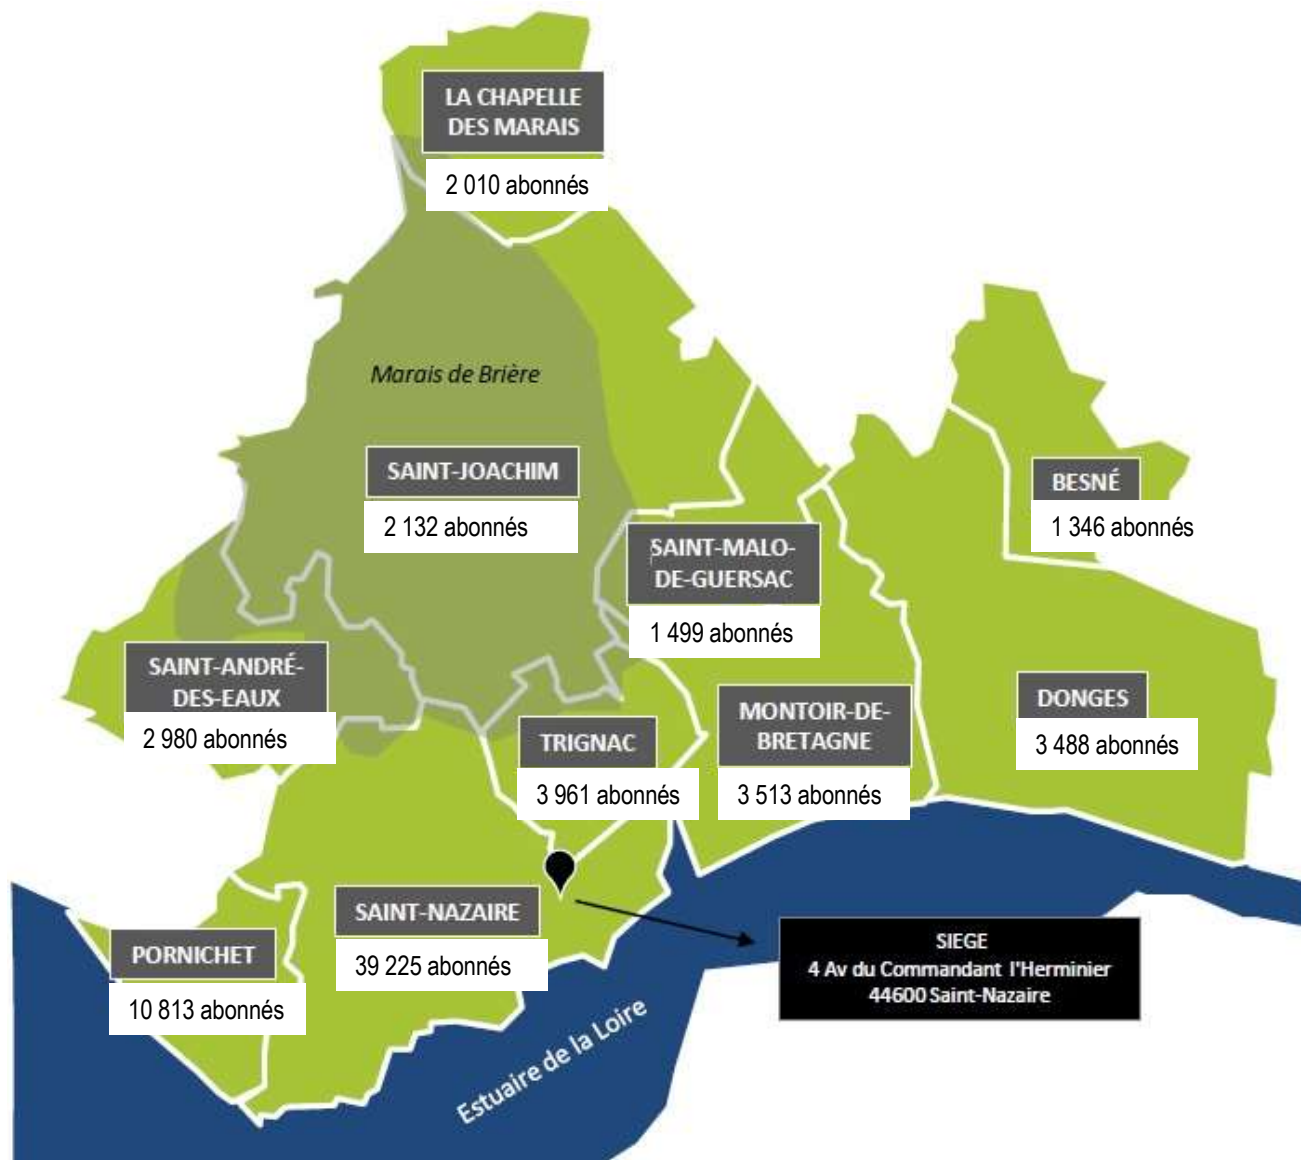 LA CHAPELLE
DES MARAIS
2 010 abonnés
Marais de Brière
SAINT-JOACHIM
2 132 abonnés
BESNÉ
1 346 abonnés
SAINT-MALO-
DE-GUERSAC
1 499 abonnés
SAINT-ANDRÉ-
DES-EAUX
2 980 abonnés
TRIGNAC
3 961 abonnés
MONTOIR-DE-
BRETAGNE
3 513 abonnés
DONGES
3 488 abonnés
SAINT-NAZAIRE
39 225 abonnés
PORNICHET
10 813 abonnés
SIEGE
4 Av du Commandant l'Herminier
44600 Saint-Nazaire
Estuaire de la Loire